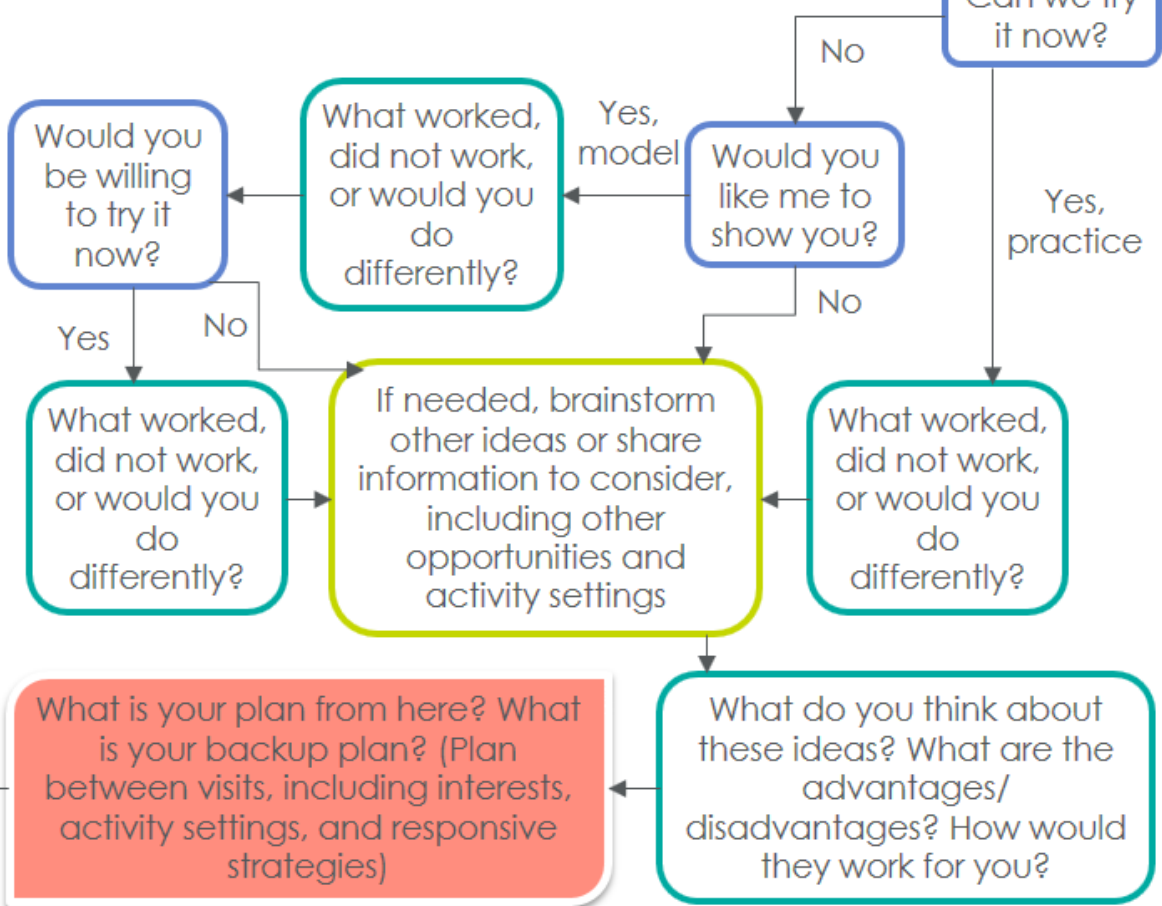 Can we try
it now?
No
Yes,
practice
Would you
like me to
show you?
Yes,
model
No
What worked,
did not work,
or would you
do
differently?
Would you
be willing
to try it
now?
Yes
No
What worked,
did not work,
or would you
do
differently?
If needed, brainstorm
other ideas or share
information to consider,
including other
opportunities and
activity settings
What worked,
did not work,
or would you
do
differently?
What do you think about
these ideas? What are the
advantages/
disadvantages? How would
they work for you?
What is your plan from here? What
is your backup plan? (Plan
between visits, including interests,
activity settings, and responsive
strategies)